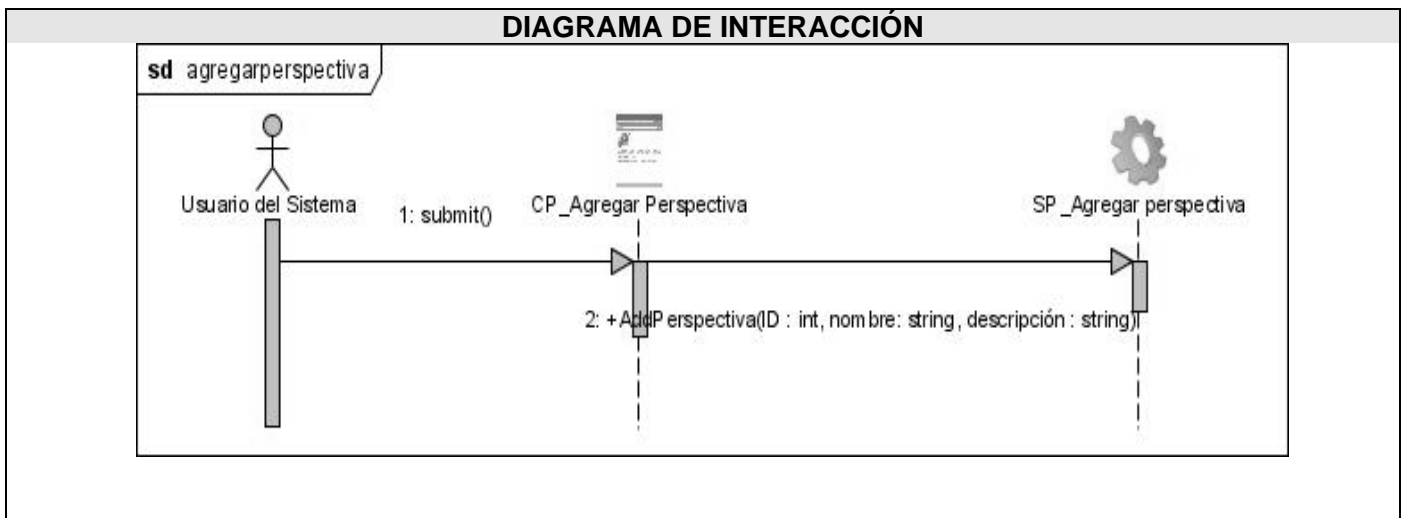 DIAGRAMA DE INTERACCIÓN
sd agregarperspectiva
Usuario del Sistema
1: submit()
CP_Agregar Perspectiva
SP_Agregar perspectiva
2: +AddPerspectiva(ID : int, nombre: string, descripción : string)